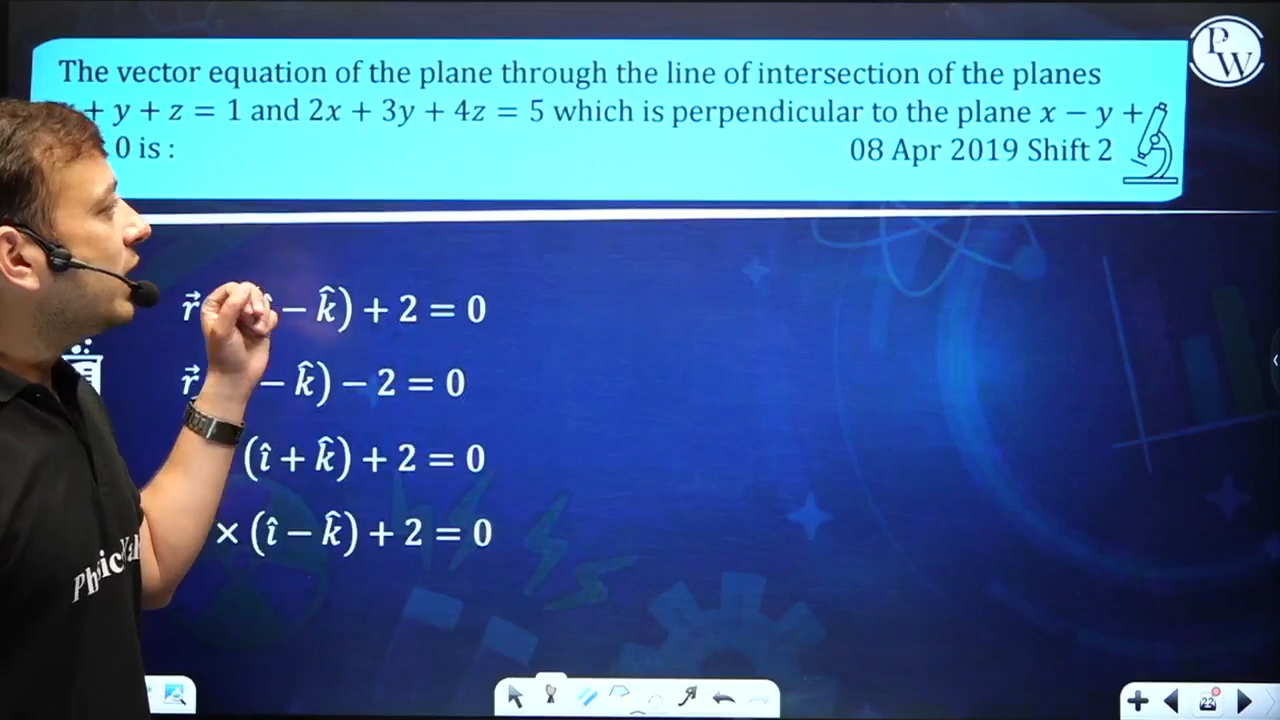 The vector equation of the plane through the line of intersection of the planes
+ y + z = 1 and 2x + 3y + 4z = 5 which is perpendicular to the plane x − y +
0 is :
08 Apr 2019 Shift 2
PW
r⃗ − k̂) + 2 = 0
r⃗ − k̂) − 2 = 0
(î + k̂) + 2 = 0
× (î − k̂) + 2 = 0
22